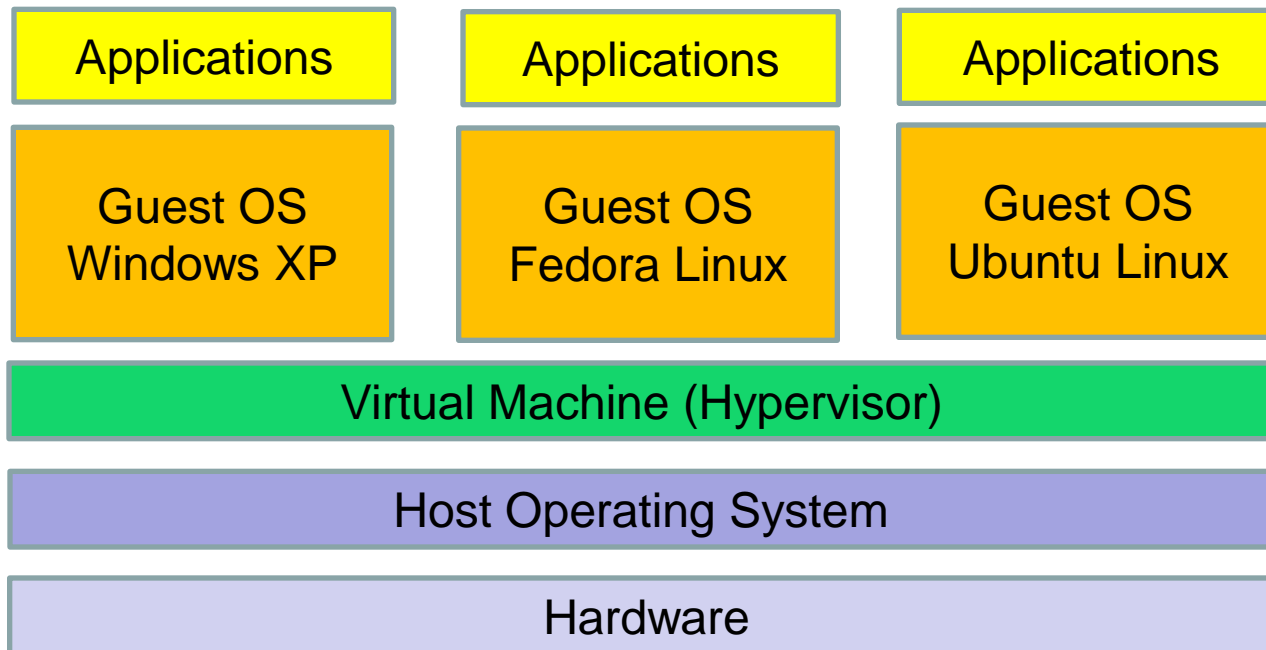 Applications
Applications
Applications
Guest OS
Windows XP
Guest OS
Fedora Linux
Guest OS
Ubuntu Linux
Virtual Machine (Hypervisor)
Host Operating System
Hardware